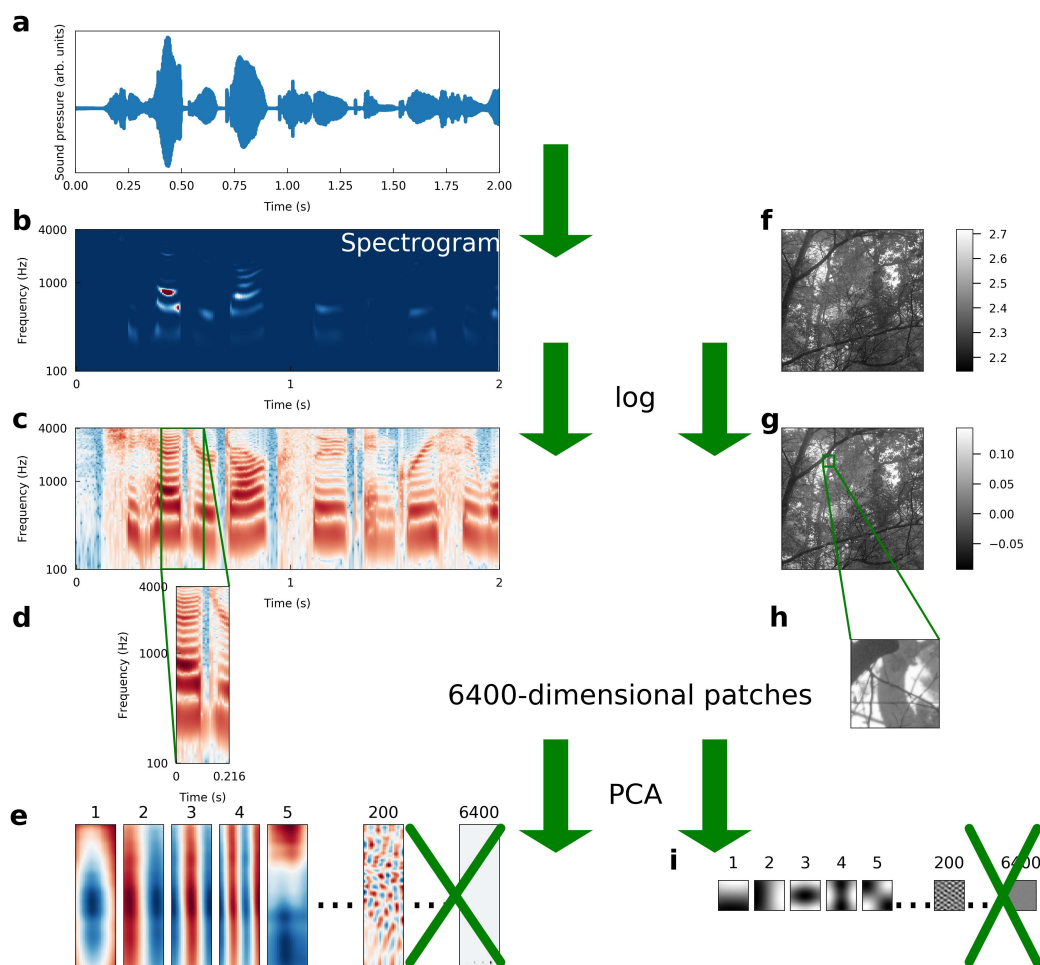 a
Sound pressure (arb. units)
0.00 0.25 0.50 0.75 1.00 1.25 1.50 1.75 2.00
Time (s)
b
4000
1000
100
Frequency (Hz)
Spectrogram
0 1 2
Time (s)
f
2.7
2.6
2.5
2.4
2.3
2.2
log
c
4000
1000
100
Frequency (Hz)
0 1 2
Time (s)
g
0.10
0.05
0.00
−0.05
d
4000
1000
100
Frequency (Hz)
0 0.216
Time (s)
h
6400-dimensional patches
PCA
e
1 2 3 4 5 200 6400
... ...
i
1 2 3 4 5 200 6400
... ...